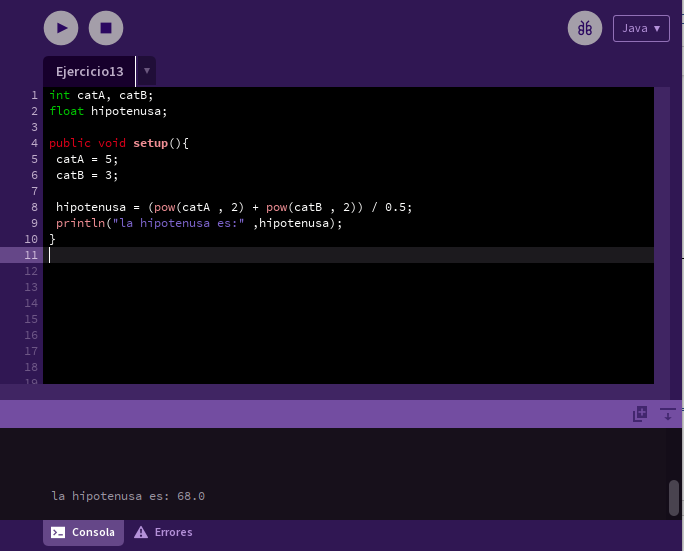 Java ▾
Ejercicio13 ▾
1 int catA, catB;
2 float hipotenusa;
3
4 public void setup(){
5 catA = 5;
6 catB = 3;
7
8 hipotenusa = (pow(catA , 2) + pow(catB , 2)) / 0.5;
9 println("la hipotenusa es:" ,hipotenusa);
10 }
11
12
13
14
15
16
17
18
19
la hipotenusa es: 68.0
Consola Errores